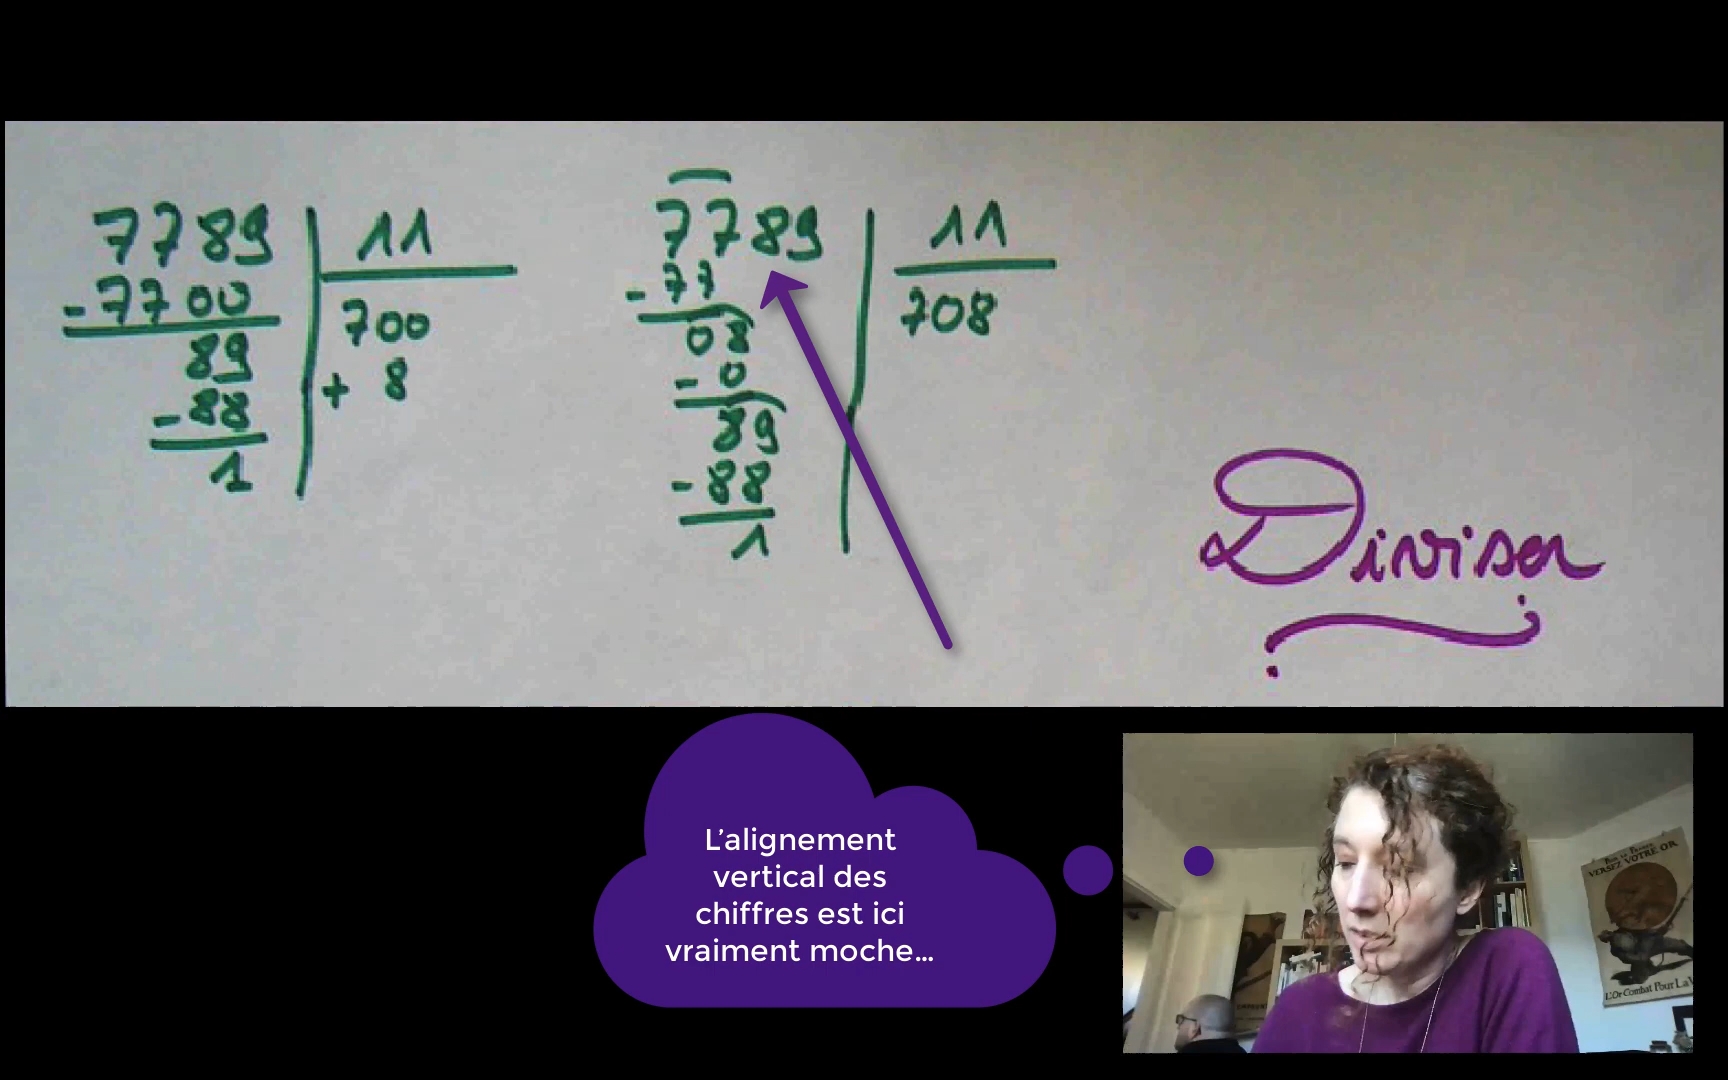 7789 11
-7700 700
89 + 8
-88
1
7789 11
-77 708
08
-0
89
-88
1
Diviser
L'alignement
vertical des
chiffres est ici
vraiment moche...
VERSEZ VOTRE OR
L'Or Combat Pour La